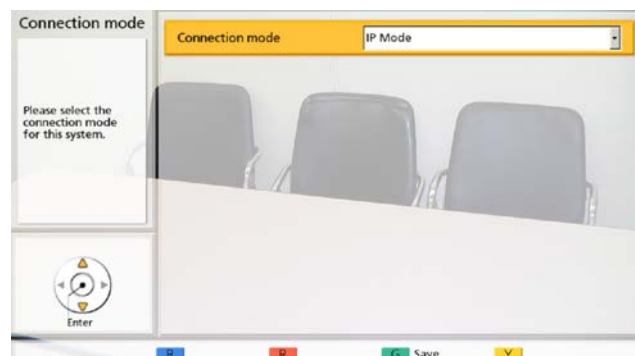 Connection mode
Connection mode
IP Mode
Please select the
connection mode
for this system.
Enter
B
R
G Save
Y